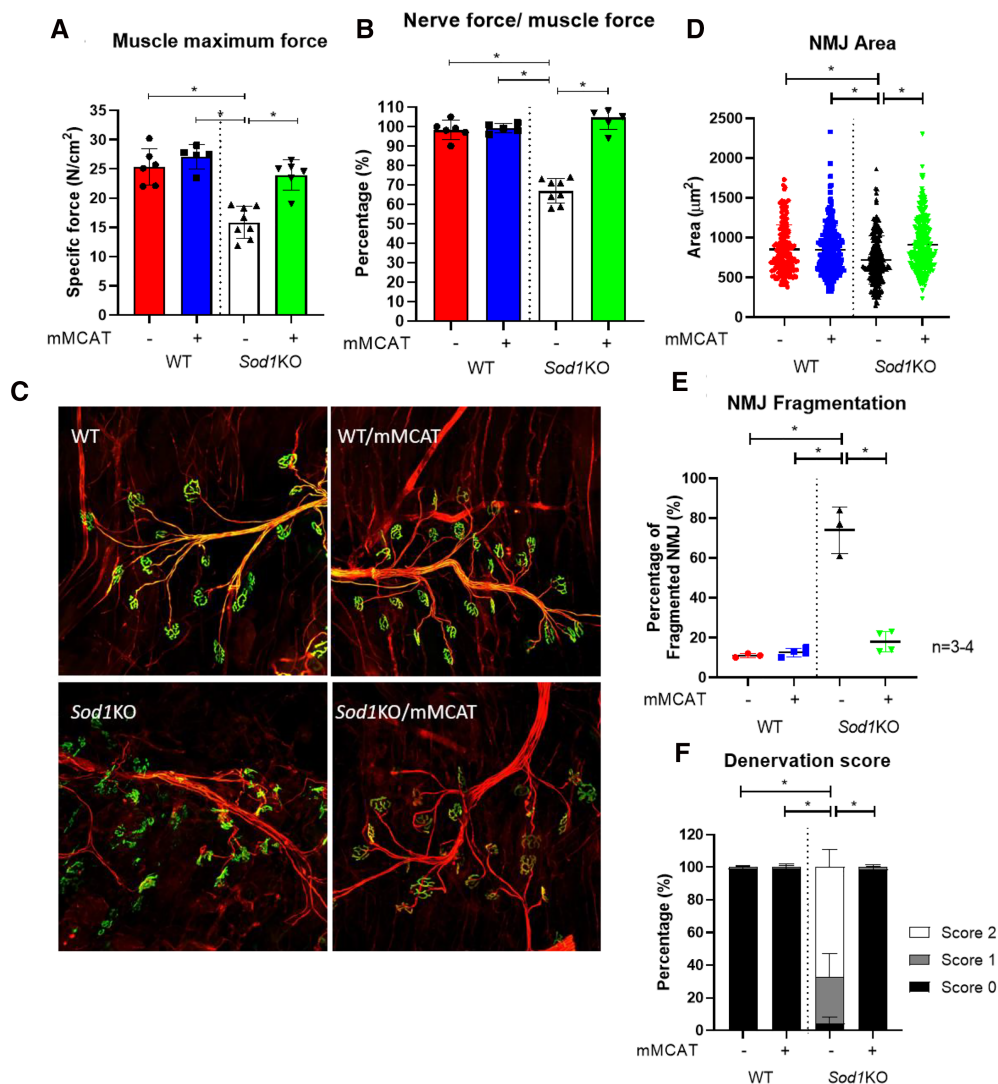 A
Muscle maximum force
*
* *
Specifc force (N/cm2)
35
30
25
20
15
10
5
0
mMCAT - + - +
WT Sod1KO
B
Nerve force/ muscle force
*
* *
Percentage (%)
110
100
90
80
70
60
50
40
30
20
10
0
mMCAT - + - +
WT Sod1KO
C
WT WT/mMCAT
Sod1KO Sod1KO/mMCAT
D
NMJ Area
*
* *
Area (μm2)
2500
2000
1500
1000
500
0
mMCAT - + - +
WT Sod1KO
E
NMJ Fragmentation
*
* *
Percentage of
Fragmented NMJ (%)
100
80
60
40
20
0
n=3-4
mMCAT - + - +
WT Sod1KO
F
Denervation score
*
* *
Percentage (%)
120
100
80
60
40
20
0
Score 2
Score 1
Score 0
mMCAT - + - +
WT Sod1KO